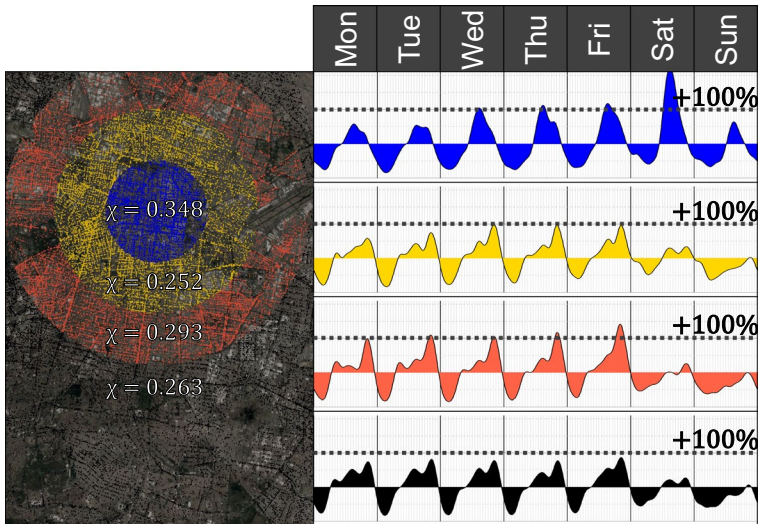 Mon Tue Wed Thu Fri Sat Sun
+100%
+100%
+100%
+100%
χ = 0.348
χ = 0.252
χ = 0.293
χ = 0.263